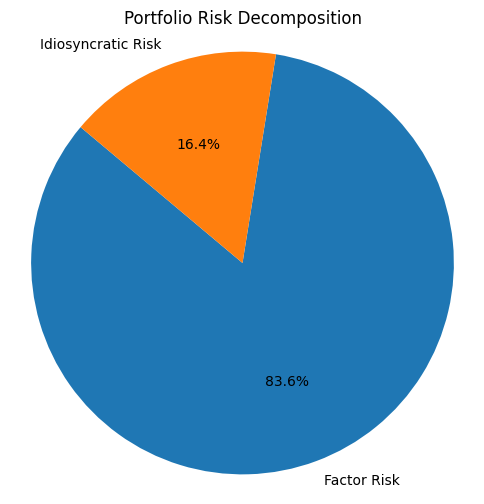 Portfolio Risk Decomposition
Idiosyncratic Risk
16.4%
83.6%
Factor Risk